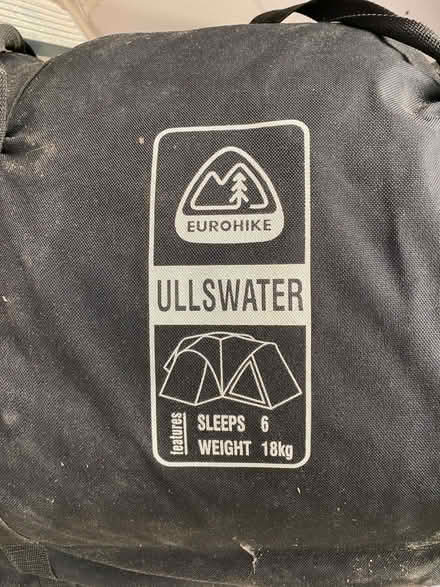 EUROHIKE
ULLSWATER
features
SLEEPS 6
WEIGHT 18kg